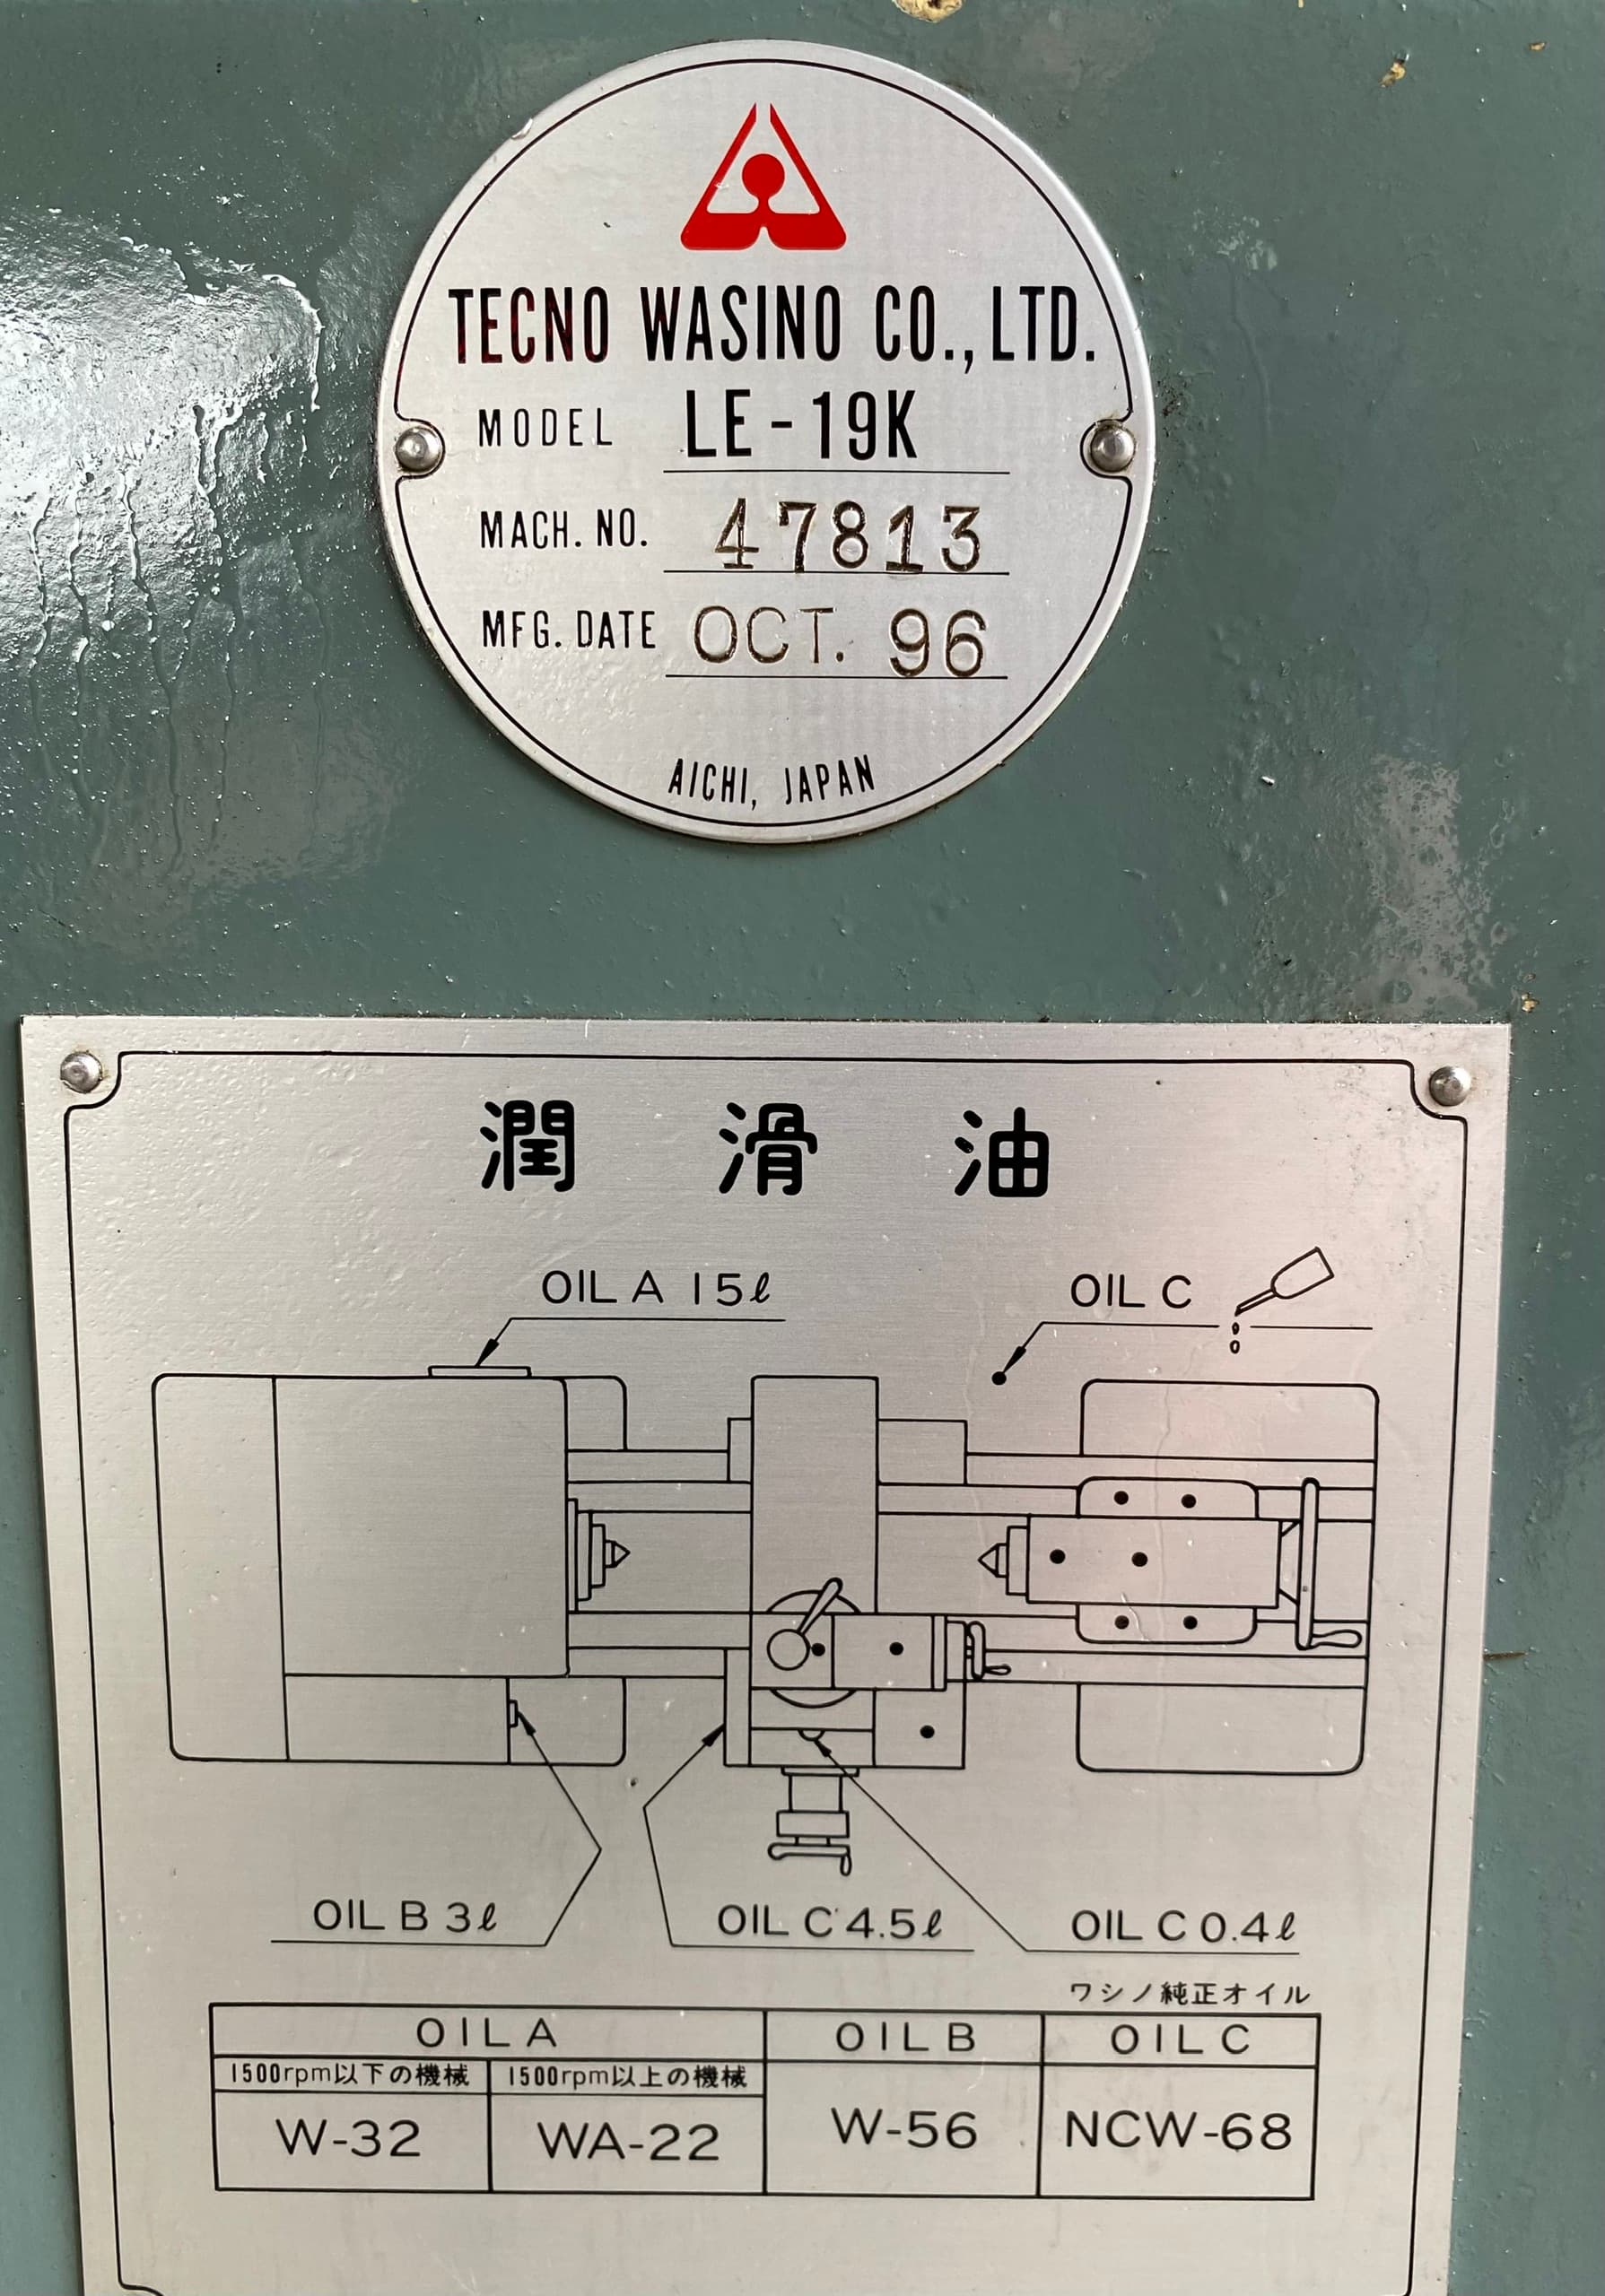 TECNO WASINO CO., LTD.
MODEL LE-19K
MACH. NO. 47813
MFG. DATE OCT. 96
AICHI, JAPAN
潤滑油
OIL A 15ℓ
OIL C
OIL B 3ℓ
OIL C 4.5ℓ
OIL C 0.4ℓ
ワシノ純正オイル
OIL A OIL B OIL C
1500rpm以下の機械 1500rpm以上の機械
W-32 WA-22 W-56 NCW-68